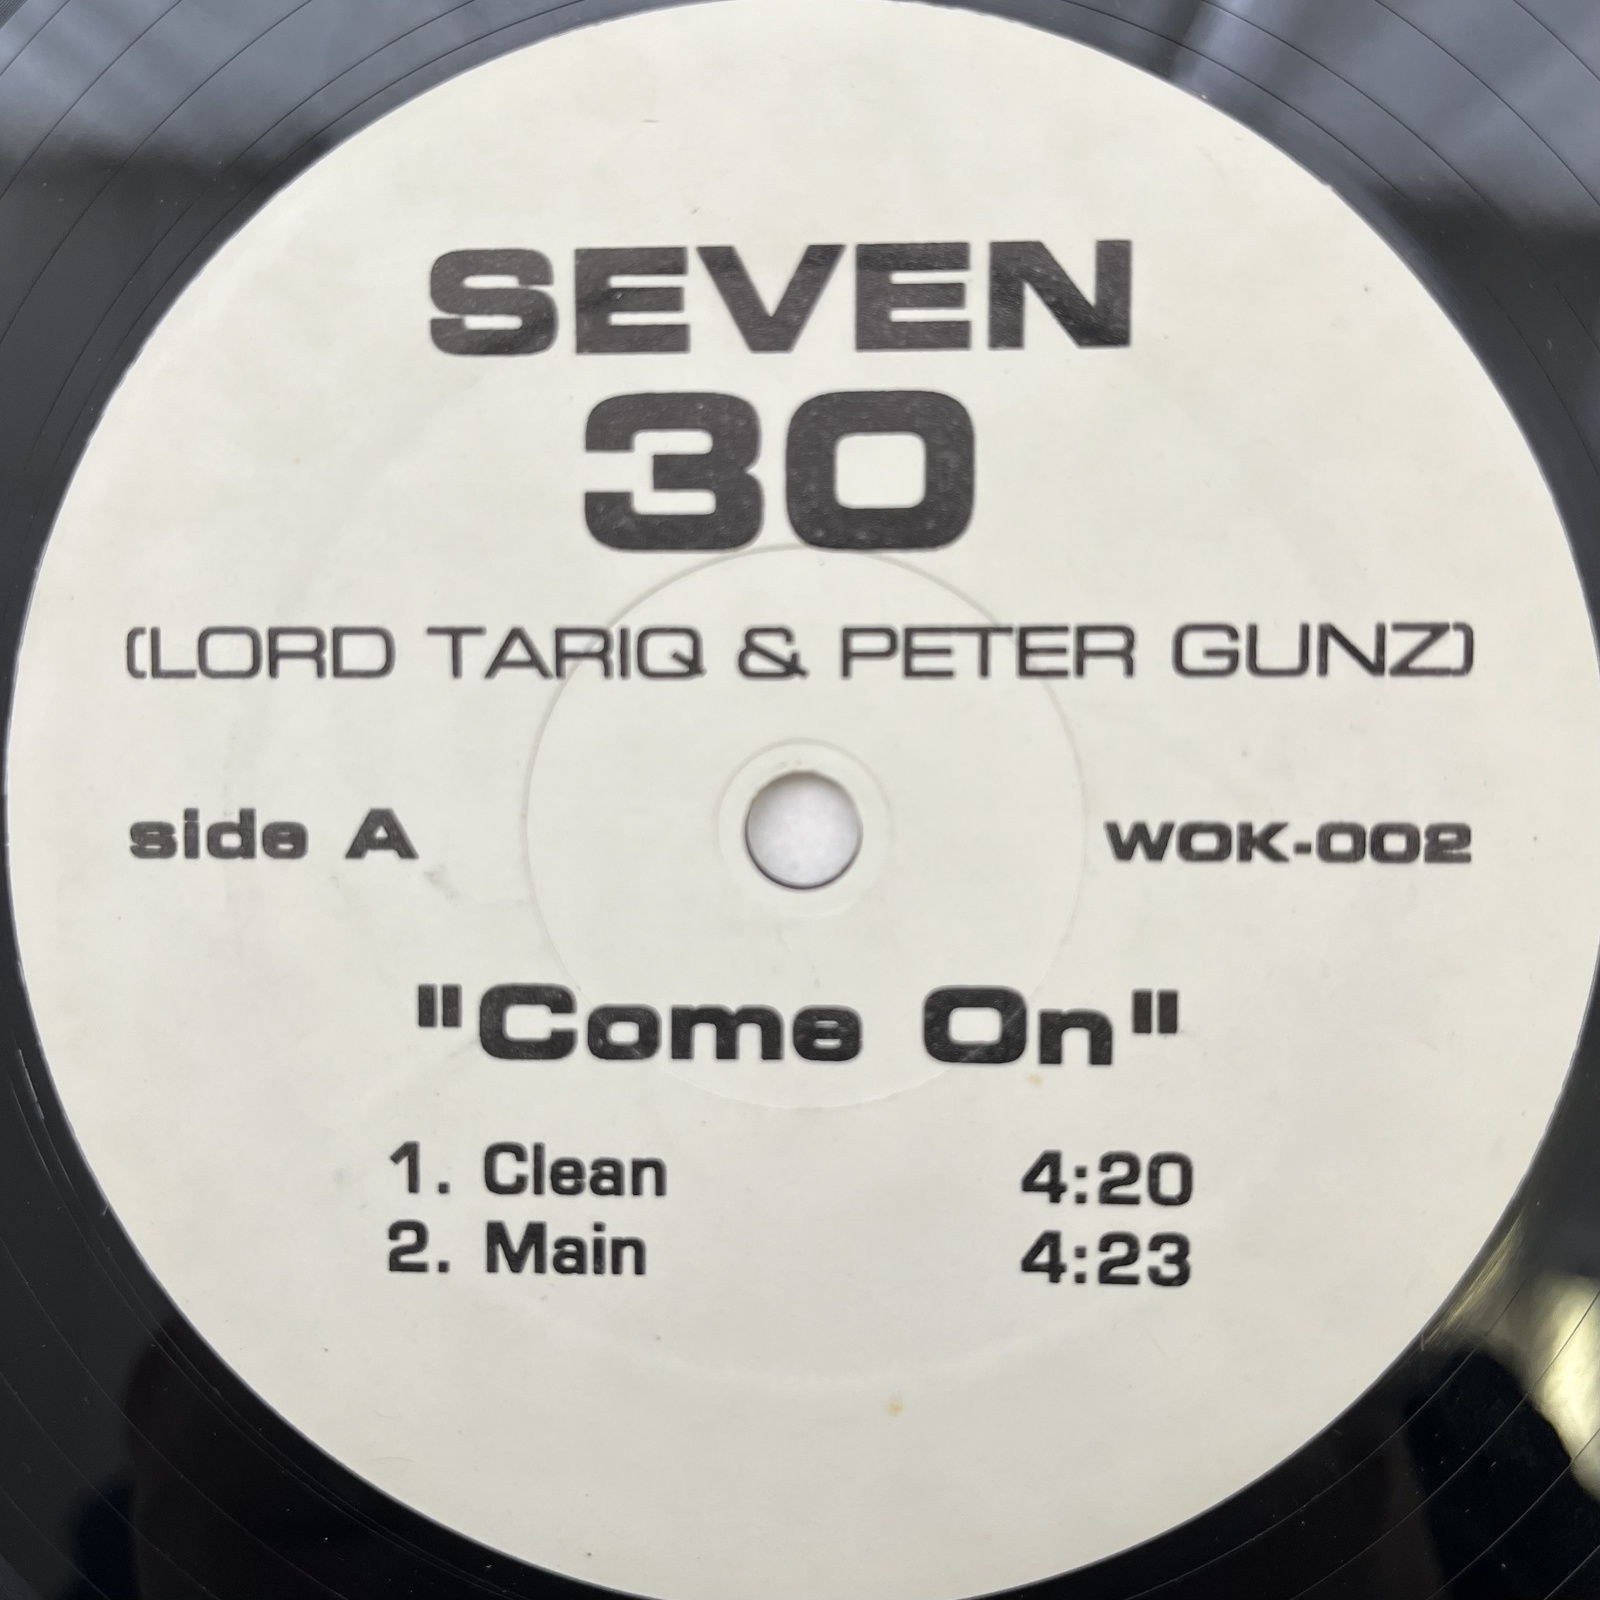 SEVEN
30
(LORD TARIQ & PETER GUNZ)
side A WOK-002
"Come On"
1. Clean 4:20
2. Main 4:23